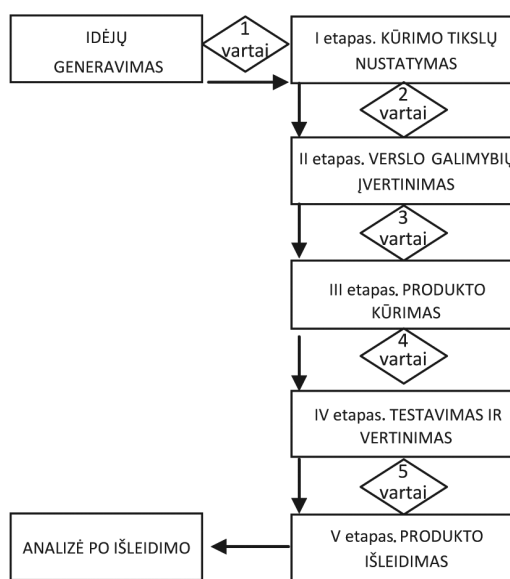 IDĖJŲ
GENERAVIMAS
1
vartai
I etapas. KŪRIMO TIKSLŲ
NUSTATYMAS
2
vartai
II etapas. VERSLO GALIMYBIŲ
ĮVERTINIMAS
3
vartai
III etapas. PRODUKTO
KŪRIMAS
4
vartai
IV etapas. TESTAVIMAS IR
VERTINIMAS
5
vartai
V etapas. PRODUKTO
IŠLEIDIMAS
ANALIZĖ PO IŠLEIDIMO